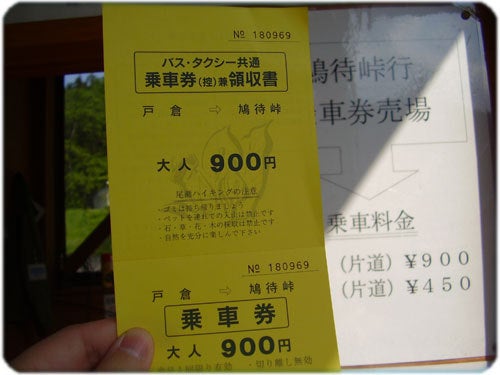 № 180969
バス・タクシー共通
乗車券(控)兼領収書
戸倉 → 鳩待峠
大人 900円
尾瀬ハイキングの注意
・ゴミは持ち帰りましょう
・ペットを連れての入山は禁止です
・石・草・花・木の採取は禁止です
・自然を充分に楽しんで下さい
№ 180969
戸倉 → 鳩待峠
乗車券
大人 900円
・切り離し無効
鳩待峠行
乗車券売場
乗車料金
(片道) ¥900
(片道) ¥450